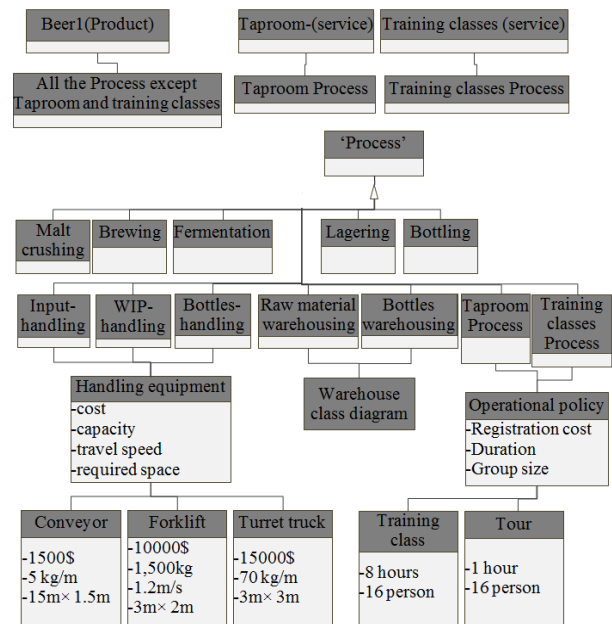 Beer1(Product)
Taproom-(service)
Training classes (service)
All the Process except
Taproom and training classes
Taproom Process
Training classes Process
‘Process’
Malt
crushing
Brewing
Fermentation
Lagering
Bottling
Input-
handling
WIP-
handling
Bottles-
handling
Raw material
warehousing
Bottles
warehousing
Taproom
Process
Training
classes
Process
Handling equipment
-cost
-capacity
-travel speed
-required space
Warehouse
class diagram
Operational policy
-Registration cost
-Duration
-Group size
Conveyor
-1500$
-5 kg/m
-15m× 1.5m
Forklift
-10000$
-1,500kg
-1.2m/s
-3m× 2m
Turret truck
-15000$
-70 kg/m
-3m× 3m
Training
class
-8 hours
-16 person
Tour
-1 hour
-16 person